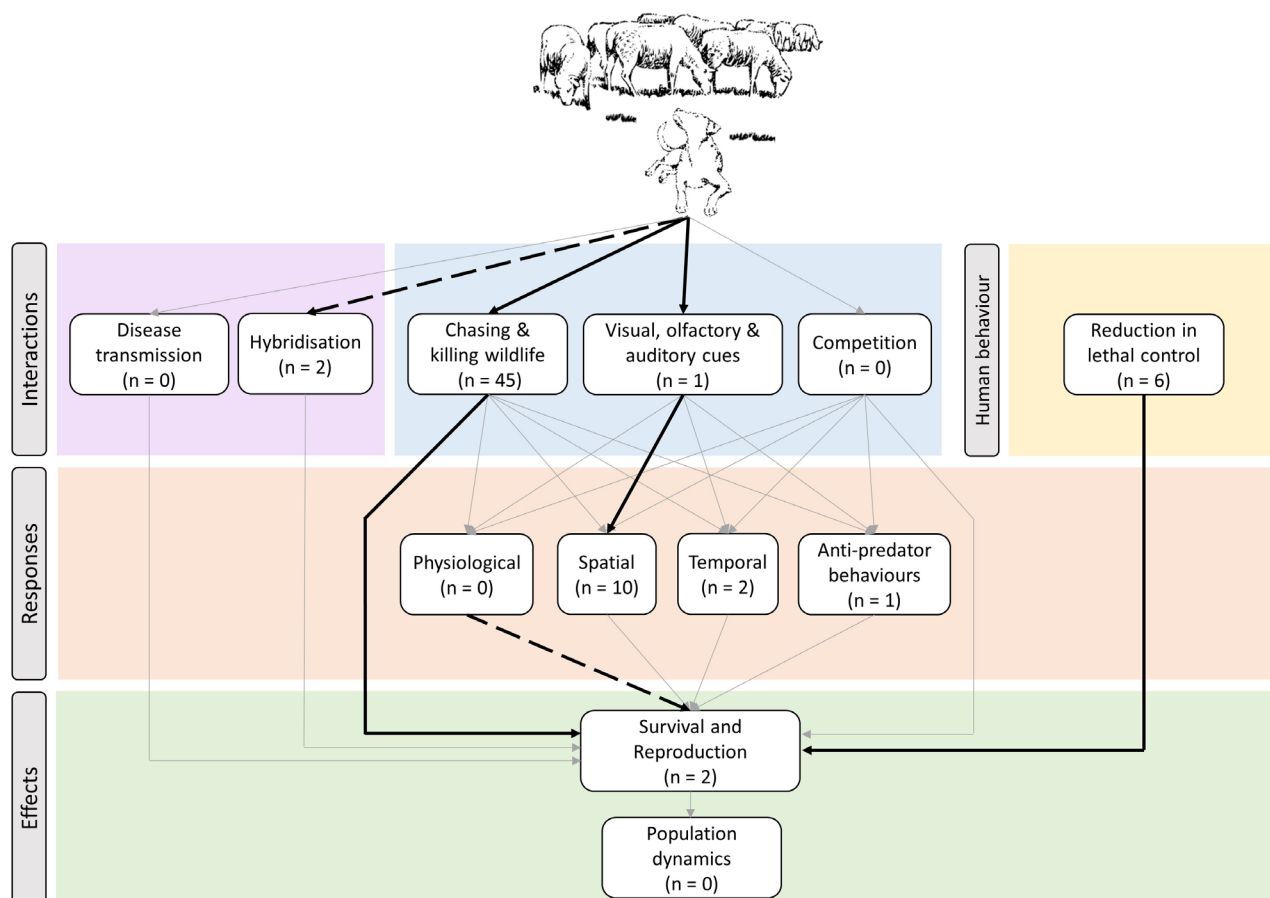 Interactions
Disease
transmission
(n = 0)
Hybridisation
(n = 2)
Chasing &
killing wildlife
(n = 45)
Visual, olfactory &
auditory cues
(n = 1)
Competition
(n = 0)
Human behaviour
Reduction in
lethal control
(n = 6)
Responses
Physiological
(n = 0)
Spatial
(n = 10)
Temporal
(n = 2)
Anti-predator
behaviours
(n = 1)
Effects
Survival and
Reproduction
(n = 2)
Population
dynamics
(n = 0)